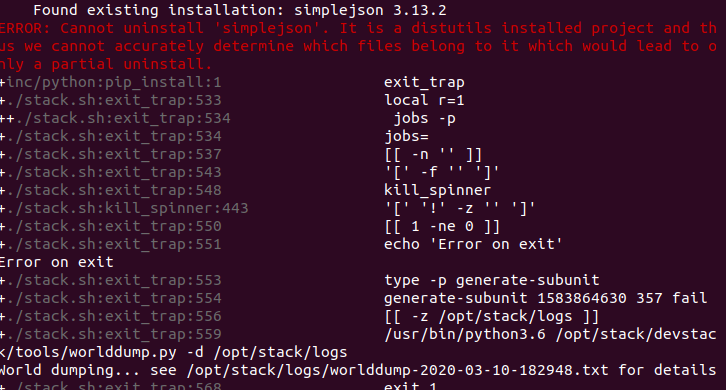 Found existing installation: simplejson 3.13.2
ERROR: Cannot uninstall 'simplejson'. It is a distutils installed project and th
us we cannot accurately determine which files belong to it which would lead to o
nly a partial uninstall.
+inc/python:pip_install:1                  exit_trap
+./stack.sh:exit_trap:533                  local r=1
++./stack.sh:exit_trap:534                  jobs -p
+./stack.sh:exit_trap:534                  jobs=
+./stack.sh:exit_trap:537                  [[ -n '' ]]
+./stack.sh:exit_trap:543                  '[' -f '' ']'
+./stack.sh:exit_trap:548                  kill_spinner
+./stack.sh:kill_spinner:443               '[' '!' -z '' ']'
+./stack.sh:exit_trap:550                  [[ 1 -ne 0 ]]
+./stack.sh:exit_trap:551                  echo 'Error on exit'
Error on exit
+./stack.sh:exit_trap:553                  type -p generate-subunit
+./stack.sh:exit_trap:554                  generate-subunit 1583864630 357 fail
+./stack.sh:exit_trap:556                  [[ -z /opt/stack/logs ]]
+./stack.sh:exit_trap:559                  /usr/bin/python3.6 /opt/stack/devstac
k/tools/worlddump.py -d /opt/stack/logs
World dumping... see /opt/stack/logs/worlddump-2020-03-10-182948.txt for details
+./stack.sh:exit_trap:568                  exit 1